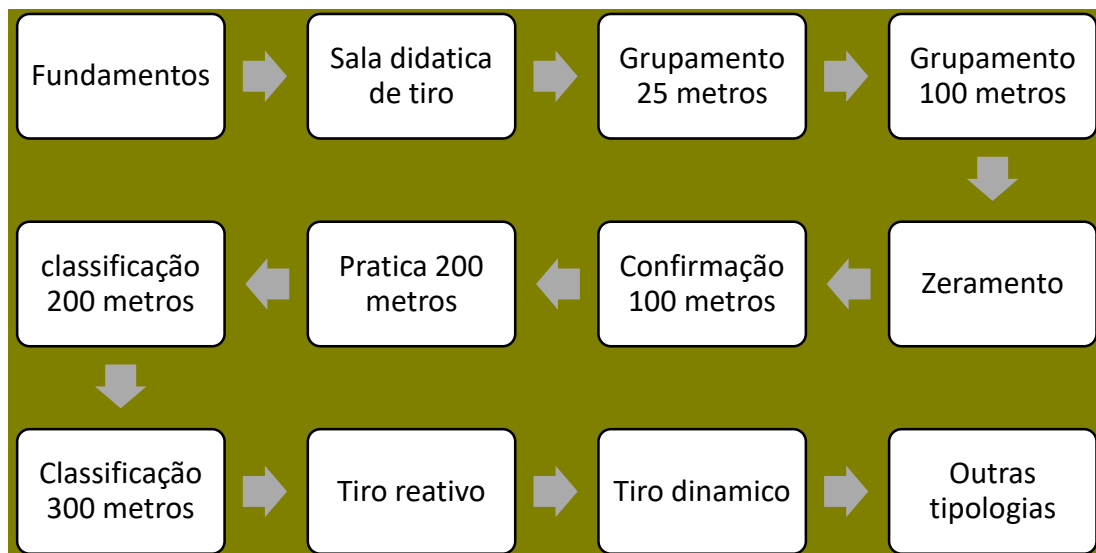 Fundamentos
Sala didatica
de tiro
Grupamento
25 metros
Grupamento
100 metros
Zeramento
Confirmação
100 metros
Pratica 200
metros
classificação
200 metros
Classificação
300 metros
Tiro reativo
Tiro dinamico
Outras
tipologias